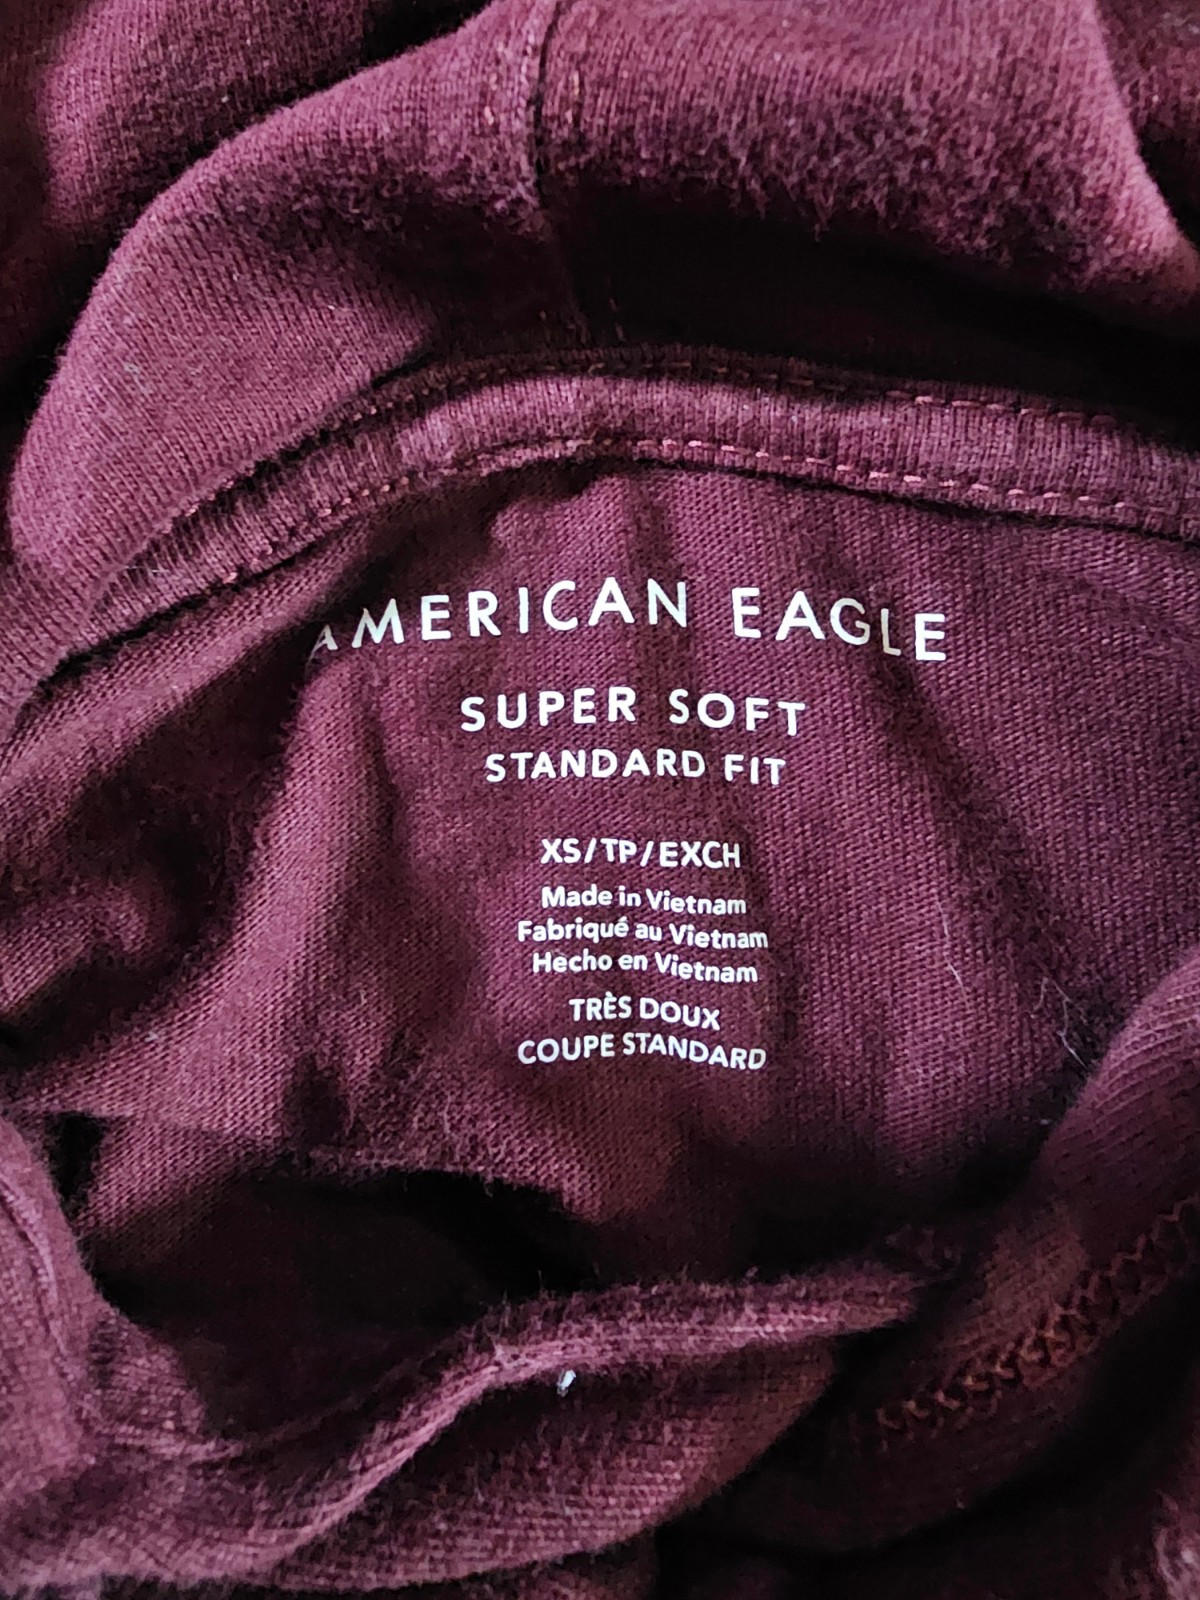 AMERICAN EAGLE
SUPER SOFT
STANDARD FIT
XS/TP/EXCH
Made in Vietnam
Fabriqué au Vietnam
Hecho en Vietnam
TRÈS DOUX
COUPE STANDARD